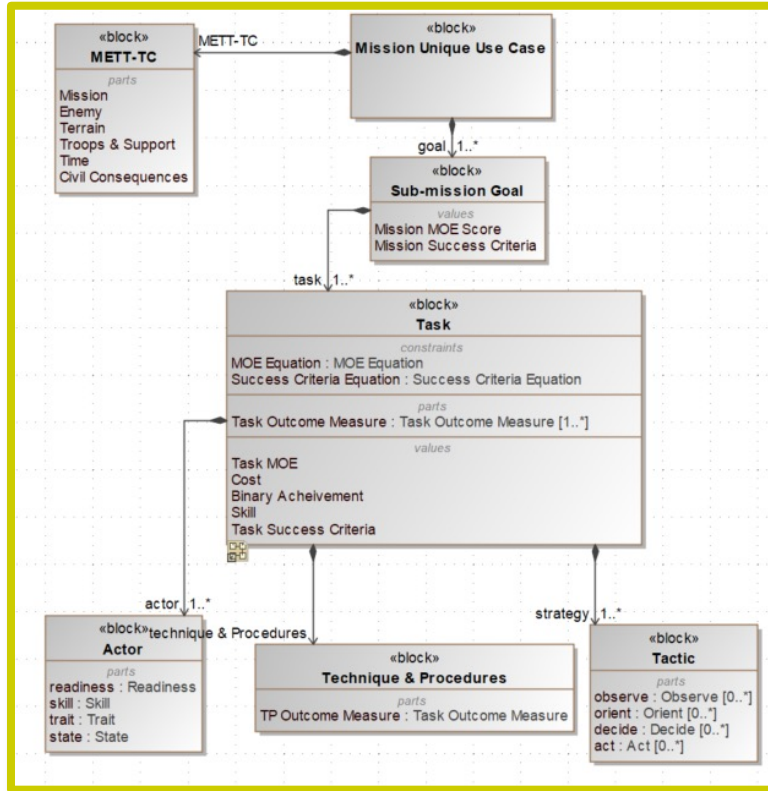 «block»
METT-TC
parts
Mission
Enemy
Terrain
Troops & Support
Time
Civil Consequences
METT-TC
«block»
Mission Unique Use Case
goal 1..*
«block»
Sub-mission Goal
values
Mission MOE Score
Mission Success Criteria
task 1..*
«block»
Task
constraints
MOE Equation : MOE Equation
Success Criteria Equation : Success Criteria Equation
parts
Task Outcome Measure : Task Outcome Measure [1..*]
values
Task MOE
Cost
Binary Acheivement
Skill
Task Success Criteria
actor 1..*
«block»
Actor
parts
readiness : Readiness
skill : Skill
trait : Trait
state : State
technique & Procedures
«block»
Technique & Procedures
parts
TP Outcome Measure : Task Outcome Measure
strategy 1..*
«block»
Tactic
parts
observe : Observe [0..*]
orient : Orient [0..*]
decide : Decide [0..*]
act : Act [0..*]